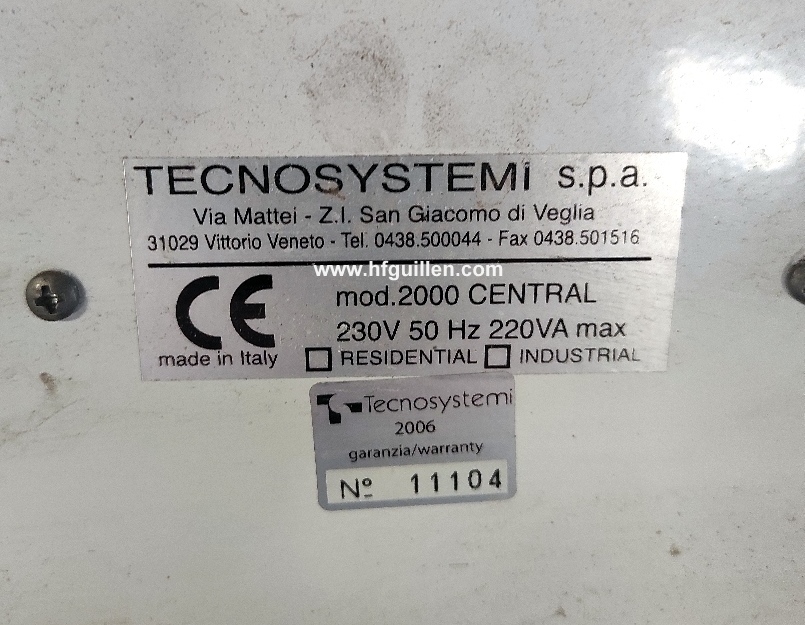 TECNOSYSTEMi s.p.a.
Via Mattei - Z.I. San Giacomo di Veglia
31029 Vittorio Veneto - Tel. 0438.500044 - Fax 0438.501516
www.hfguillen.com
CE
mod.2000 CENTRAL
230V 50 Hz 220VA max
made in Italy
RESIDENTIAL
INDUSTRIAL
Tecnosystemi
2006
garanzia/warranty
Nº 11104